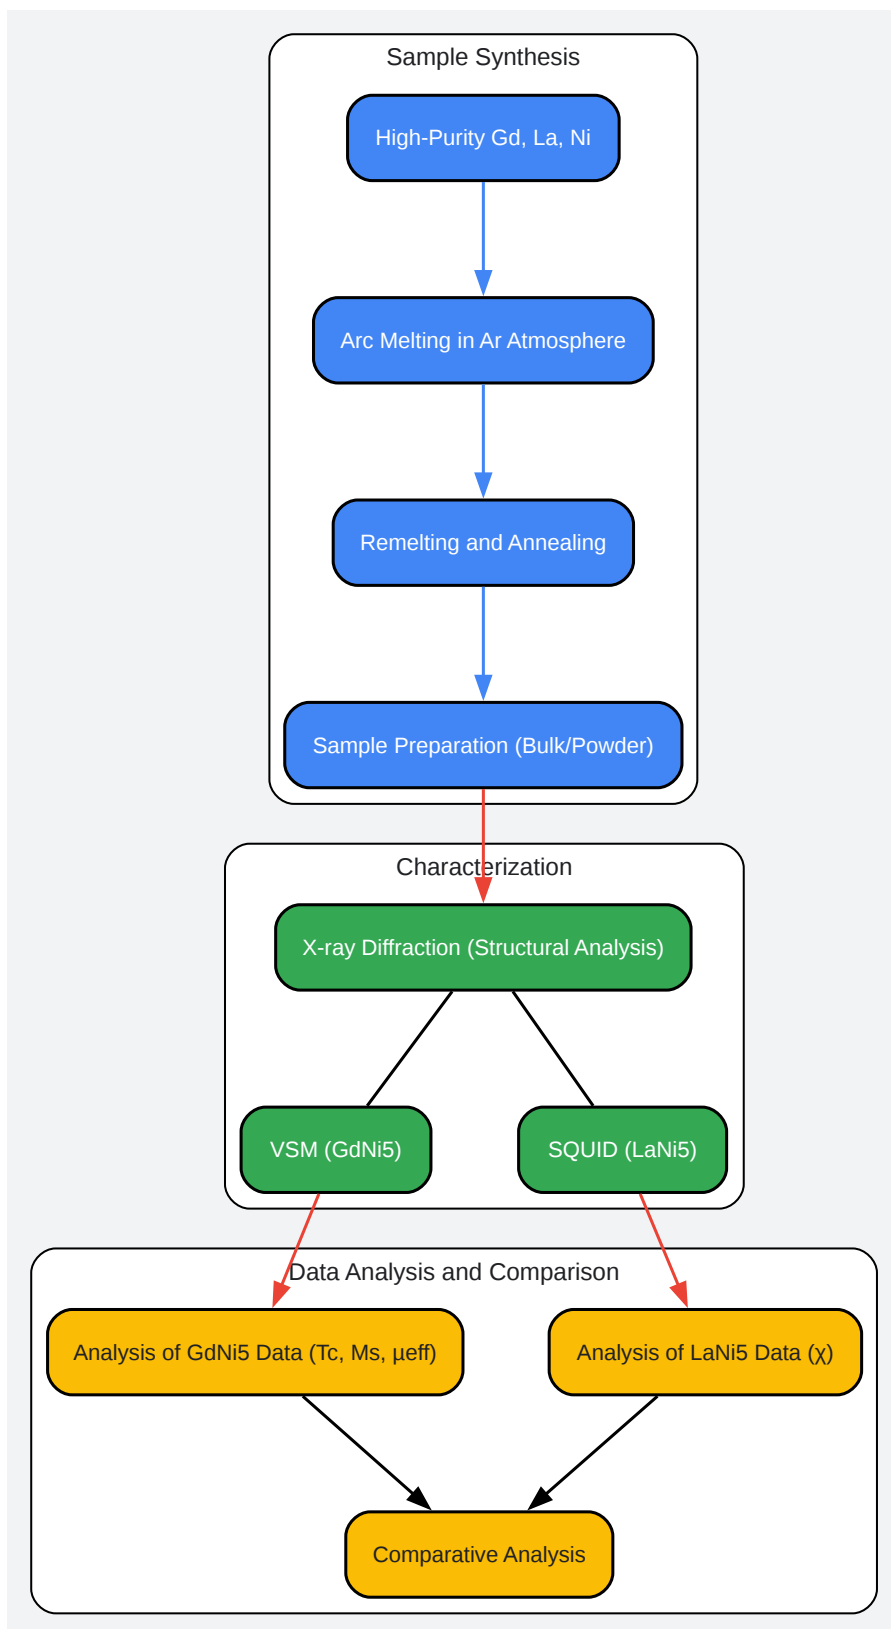 Sample Synthesis
High-Purity Gd, La, Ni
Arc Melting in Ar Atmosphere
Remelting and Annealing
Sample Preparation (Bulk/Powder)
Characterization
X-ray Diffraction (Structural Analysis)
VSM (GdNi5)
SQUID (LaNi5)
Data Analysis and Comparison
Analysis of GdNi5 Data (Tc, Ms, μeff)
Analysis of LaNi5 Data (χ)
Comparative Analysis